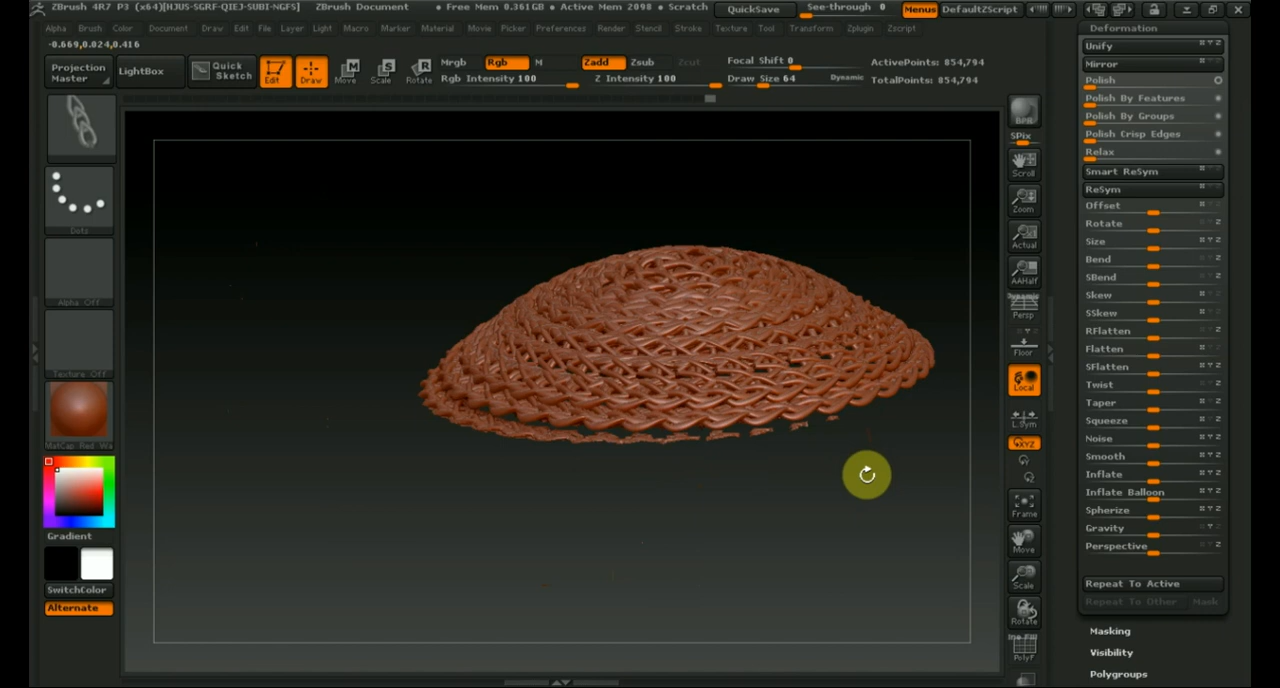 ZBrush 4R7 P3 (x64)[HJUS-SGRF-QIEJ-SUBI-NGFS] ZBrush Document • Free Mem 0.361GB • Active Mem 2098 • Scratch QuickSave See-through 0 Menus DefaultZScript
Alpha Brush Color Document Draw Edit File Layer Light Macro Marker Material Movie Picker Preferences Render Stencil Stroke Texture Tool Transform Zplugin Zscript
-0.669,0.024,0.416
Projection Master
LightBox
Quick Sketch
Edit
Draw
Move
Scale
Rotate
Mrgb Rgb M
Rgb Intensity 100
Zadd Zsub Zcut
Z Intensity 100
Focal Shift 0
Draw Size 64 Dynamic
ActivePoints: 854,794
TotalPoints: 854,794
Dots
Alpha Off
Texture Off
MatCap Red Wa
Gradient
SwitchColor
Alternate
BPR
SPix
Scroll
Zoom
Actual
AAHalf
Dynamic
Persp
Floor
Local
L.Sym
XYZ
Frame
Move
Scale
Rotate
Line Fill
PolyF
Deformation
Unify
Mirror
Polish
Polish By Features
Polish By Groups
Polish Crisp Edges
Relax
Smart ReSym
ReSym
Offset
Rotate
Size
Bend
SBend
Skew
SSkew
RFlatten
Flatten
SFlatten
Twist
Taper
Squeeze
Noise
Smooth
Inflate
Inflate Balloon
Spherize
Gravity
Perspective
Repeat To Active
Repeat To Other Mask
Masking
Visibility
Polygroups